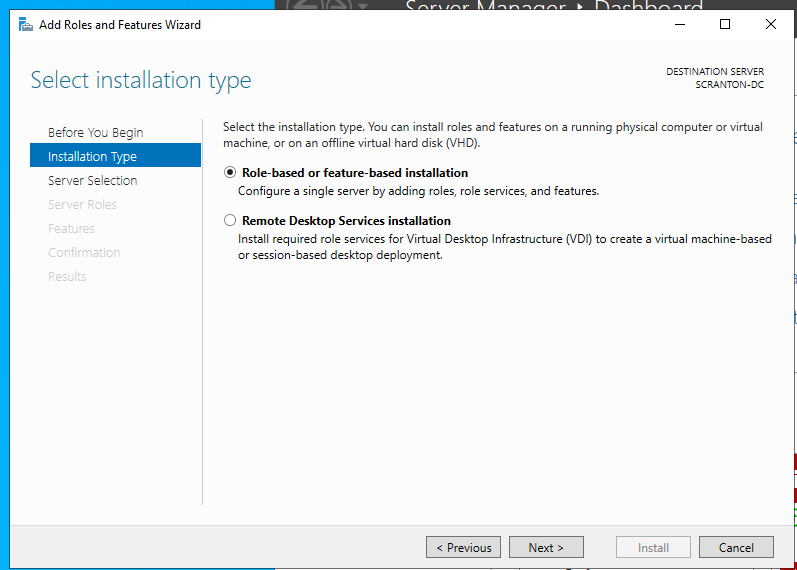 Server Manager • Dashboard
Add Roles and Features Wizard
Select installation type
DESTINATION SERVER
SCRANTON-DC
Before You Begin
Installation Type
Server Selection
Server Roles
Features
Confirmation
Results
Select the installation type. You can install roles and features on a running physical computer or virtual
machine, or on an offline virtual hard disk (VHD).
Role-based or feature-based installation
Configure a single server by adding roles, role services, and features.
Remote Desktop Services installation
Install required role services for Virtual Desktop Infrastructure (VDI) to create a virtual machine-based
or session-based desktop deployment.
< Previous
Next >
Install
Cancel